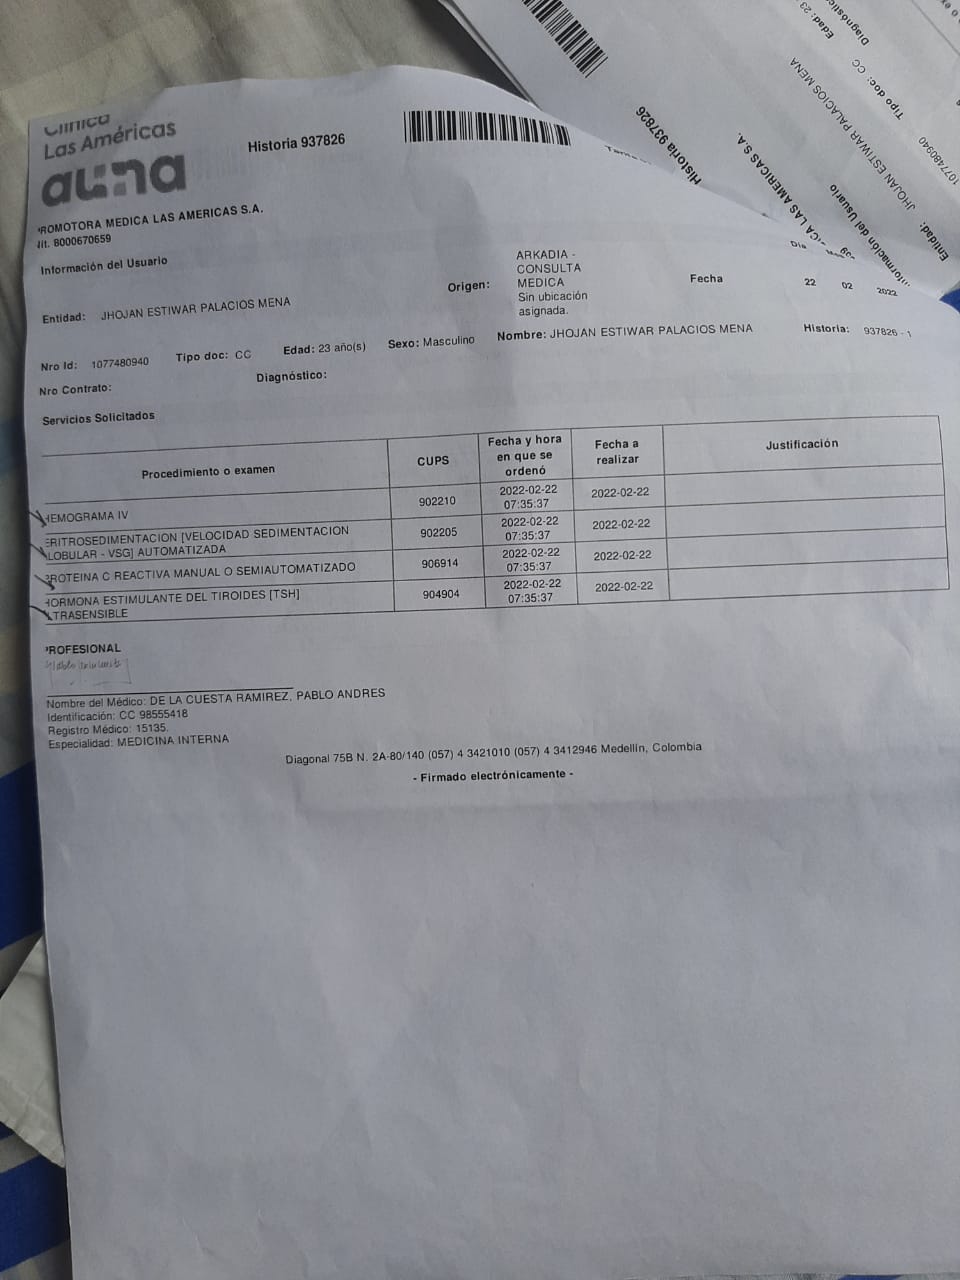 Clínica
Las Américas
auna
Historia 937826
ROMOTORA MEDICA LAS AMERICAS S.A.
Nit. 8000670659
Información del Usuario
Entidad: JHOJAN ESTIWAR PALACIOS MENA
Origen: ARKADIA -
CONSULTA
MEDICA
Sin ubicación
asignada.
Fecha
22 02 2022
Nro Id: 1077480940 Tipo doc: CC Edad: 23 año(s) Sexo: Masculino Nombre: JHOJAN ESTIWAR PALACIOS MENA Historia: 937826 - 1
Nro Contrato: Diagnóstico:
Servicios Solicitados
Procedimiento o examen CUPS Fecha y hora en que se ordenó Fecha a realizar Justificación
HEMOGRAMA IV 902210 2022-02-22 07:35:37 2022-02-22
ERITROSEDIMENTACION [VELOCIDAD SEDIMENTACION
LOBULAR - VSG] AUTOMATIZADA 902205 2022-02-22 07:35:37 2022-02-22
PROTEINA C REACTIVA MANUAL O SEMIAUTOMATIZADO 906914 2022-02-22 07:35:37 2022-02-22
HORMONA ESTIMULANTE DEL TIROIDES [TSH]
LTRASENSIBLE 904904 2022-02-22 07:35:37 2022-02-22
PROFESIONAL
Nombre del Médico: DE LA CUESTA RAMIREZ, PABLO ANDRES
Identificación: CC 98555418
Registro Médico: 15135.
Especialidad: MEDICINA INTERNA
Diagonal 75B N. 2A-80/140 (057) 4 3421010 (057) 4 3412946 Medellín, Colombia
- Firmado electrónicamente -
Historia 937826
ICA LAS AMERICAS S.A.
Información del Usuario
Entidad:
JHOJAN ESTIWAR PALACIOS MENA
1077480940
Tipo doc: CC
Edad: 23
Diagnóstic